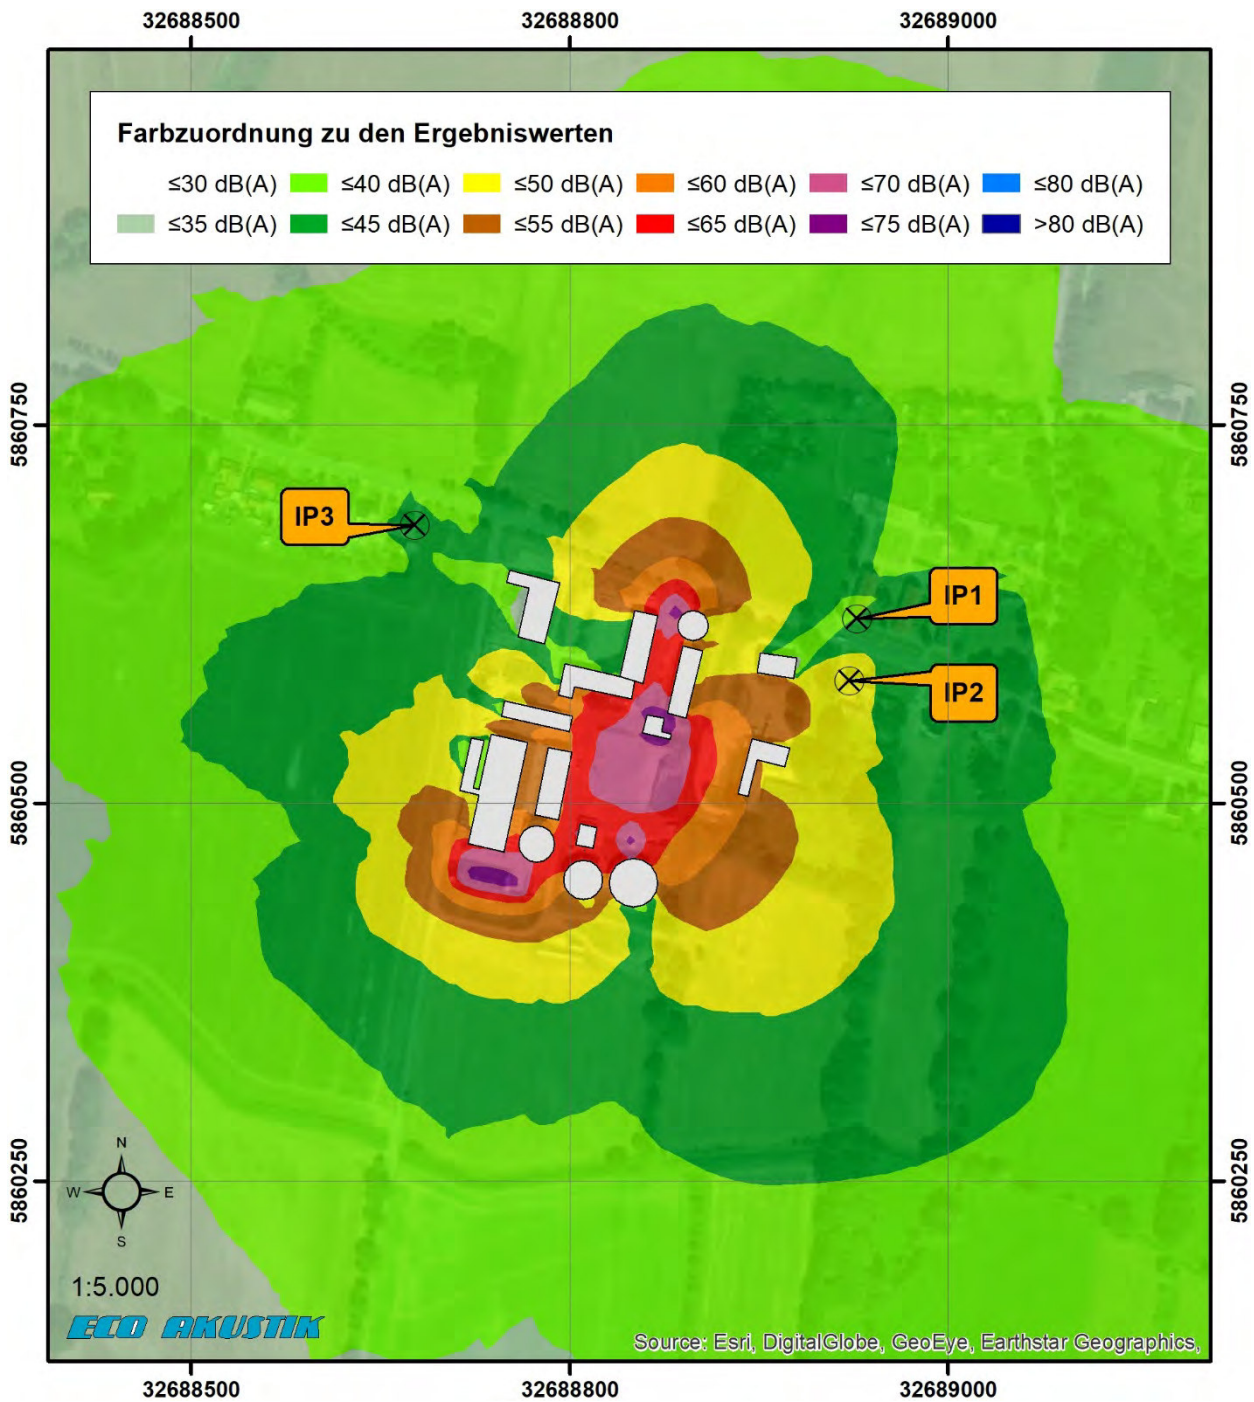 32688500 32688800 32689000
Farbzuordnung zu den Ergebniswerten
≤30 dB(A) ≤40 dB(A) ≤50 dB(A) ≤60 dB(A) ≤70 dB(A) ≤80 dB(A)
≤35 dB(A) ≤45 dB(A) ≤55 dB(A) ≤65 dB(A) ≤75 dB(A) >80 dB(A)
5860750 5860750
IP3
IP1
IP2
5860500 5860500
5860250 5860250
N
W E
S
1:5.000
ECO AKUSTIK
Source: Esri, DigitalGlobe, GeoEye, Earthstar Geographics,
32688500 32688800 32689000